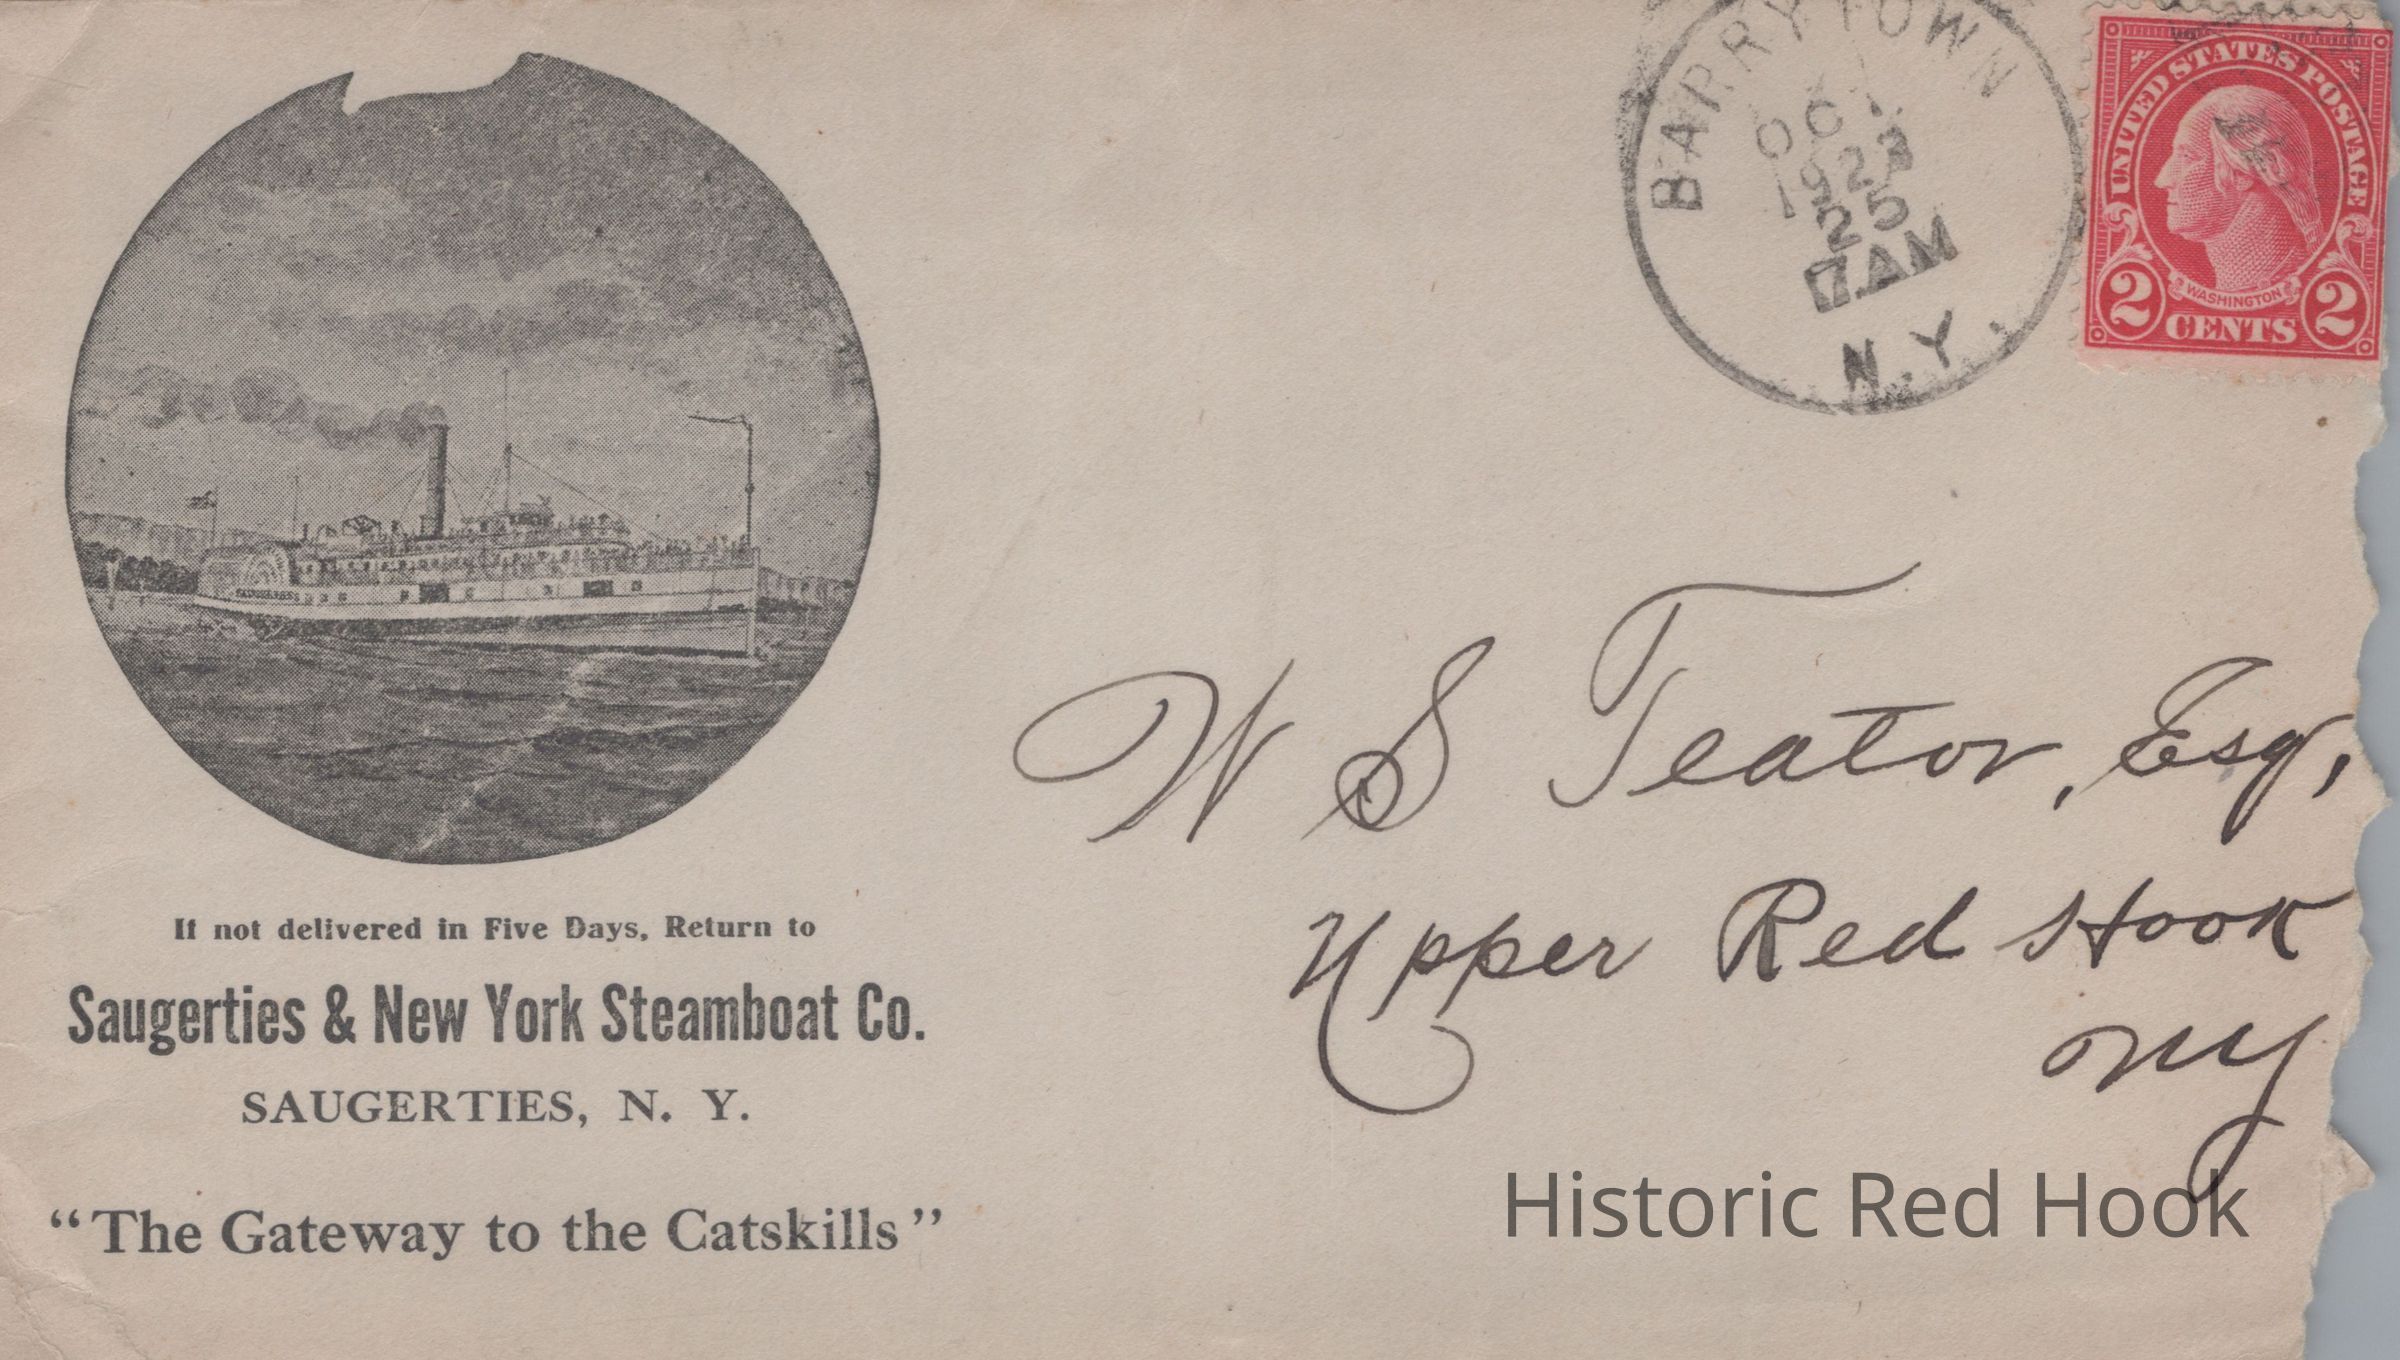 BARRYTOWN
OCT
1923
25
7 AM
N.Y.
UNITED STATES POSTAGE
WASHINGTON
2 CENTS 2
SAUGERTIES
W S Teator, Esq,
Upper Red Hook
NY
If not delivered in Five Days, Return to
Saugerties & New York Steamboat Co.
SAUGERTIES, N. Y.
"The Gateway to the Catskills"
Historic Red Hook